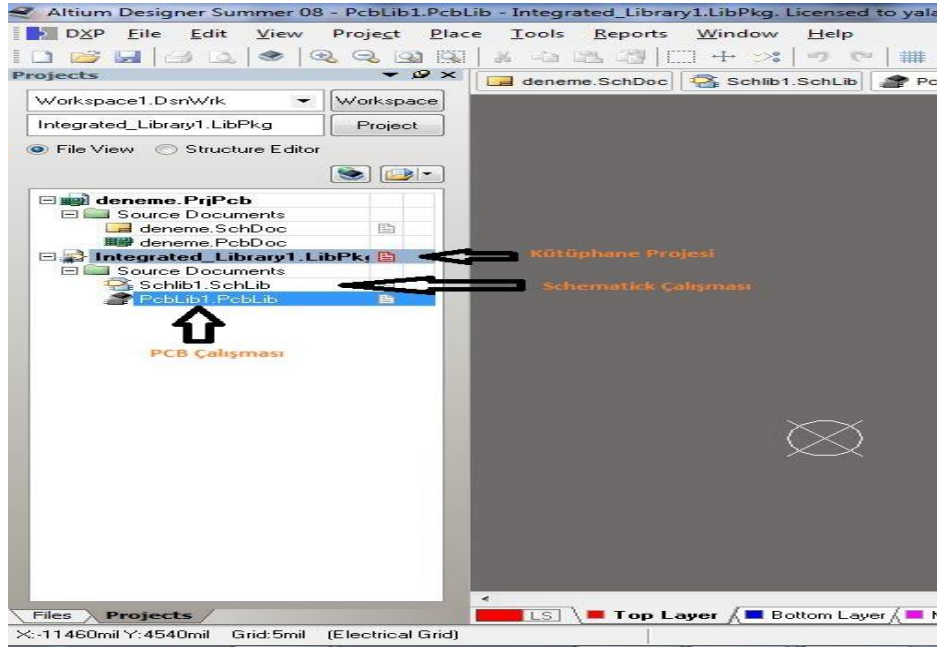 Altium Designer Summer 08 - PcbLib1.PcbLib - Integrated_Library1.LibPkg. Licensed to yala
DXP File Edit View Project Place Tools Reports Window Help
Projects
deneme.SchDoc Schlib1.SchLib Pc
Workspace1.DsnWrk Workspace
Integrated_Library1.LibPkg Project
File View Structure Editor
deneme.PrjPcb
Source Documents
deneme.SchDoc
deneme.PcbDoc
Integrated_Library1.LibPk
Kütüphane Projesi
Source Documents
Schlib1.SchLib
Schematick Çalışması
PcbLib1.PcbLib
PCB Çalışması
Files Projects
LS Top Layer Bottom Layer
X:-11460mil Y:4540mil Grid:5mil (Electrical Grid)